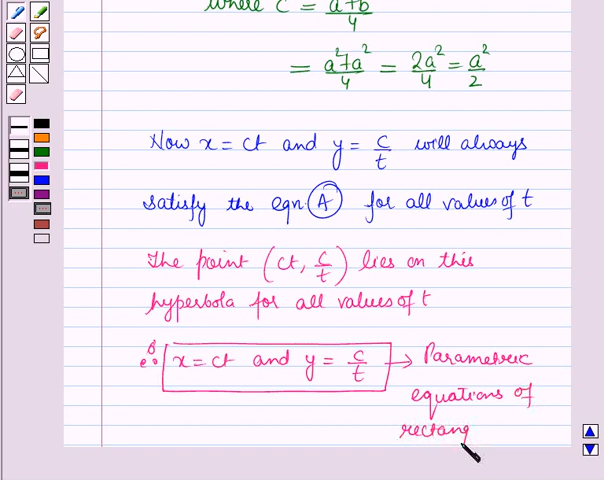 where c² = a²+b²/4
= a²+a²/4 = 2a²/4 = a²/2
Now x = ct and y = c/t will always
satisfy the eqn. (A) for all values of t
The point (ct, c/t) lies on this
hyperbola for all values of t
∴ x = ct and y = c/t → Parametric
equations of
rectang